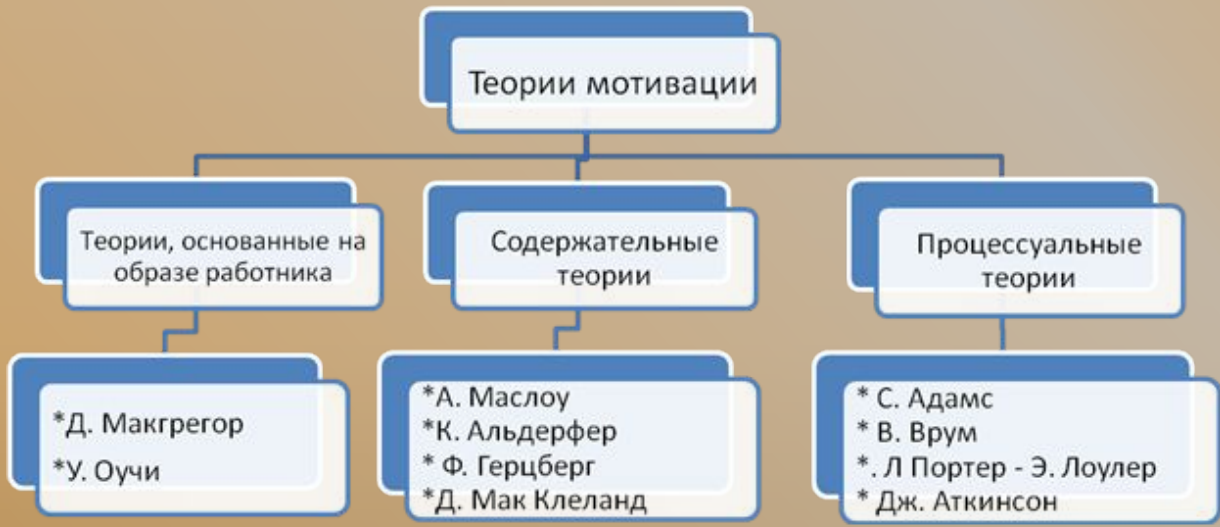 Теории мотивации
Теории, основанные на
образе работника
Содержательные
теории
Процессуальные
теории
*Д. Макгрегор
*У. Оучи
*А. Маслоу
*К. Альдерфер
* Ф. Герцберг
*Д. Мак Клеланд
* С. Адамс
* В. Врум
*. Л Портер - Э. Лоулер
* Дж. Аткинсон